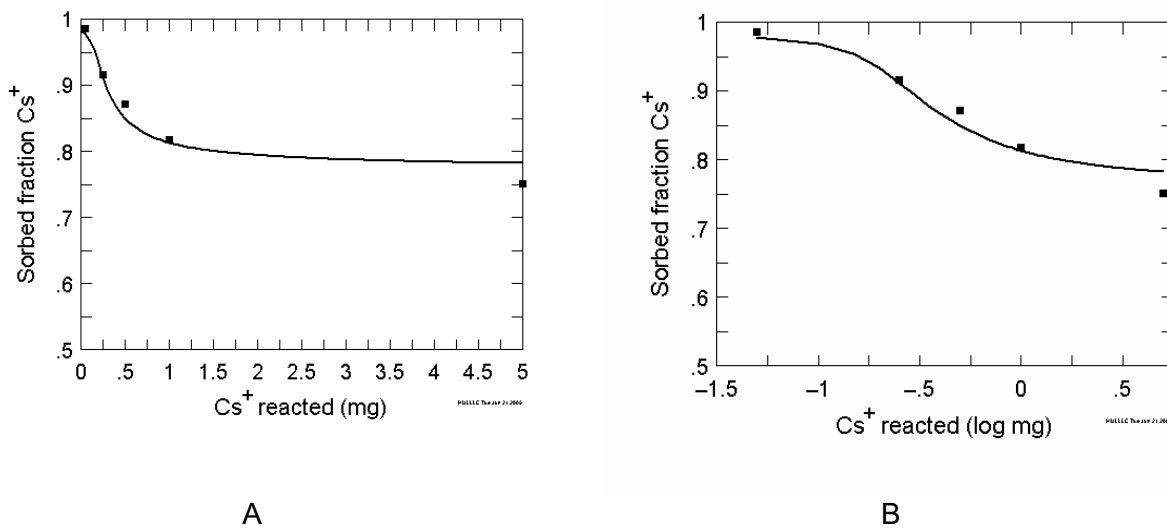 1
.9
.8
.7
.6
.5
0 .5 1 1.5 2 2.5 3 3.5 4 4.5 5
Sorbed fraction Cs+
Cs+ reacted (mg)
A
1
.9
.8
.7
.6
.5
–1.5 –1 –.5 0 .5
Sorbed fraction Cs+
Cs+ reacted (log mg)
B